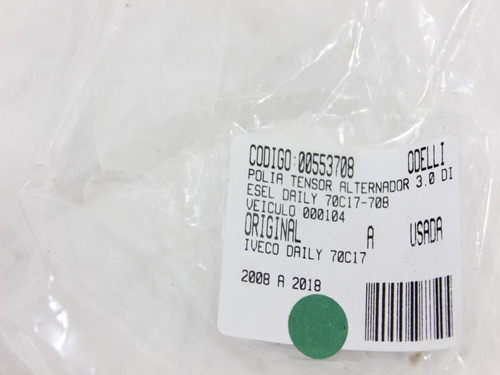 CODIGO:00553708 ODELLI
POLIA TENSOR ALTERNADOR 3.0 DI
ESEL DAILY 70C17-708
VEICULO 000104
ORIGINAL A USADA
IVECO DAILY 70C17
2008 A 2018